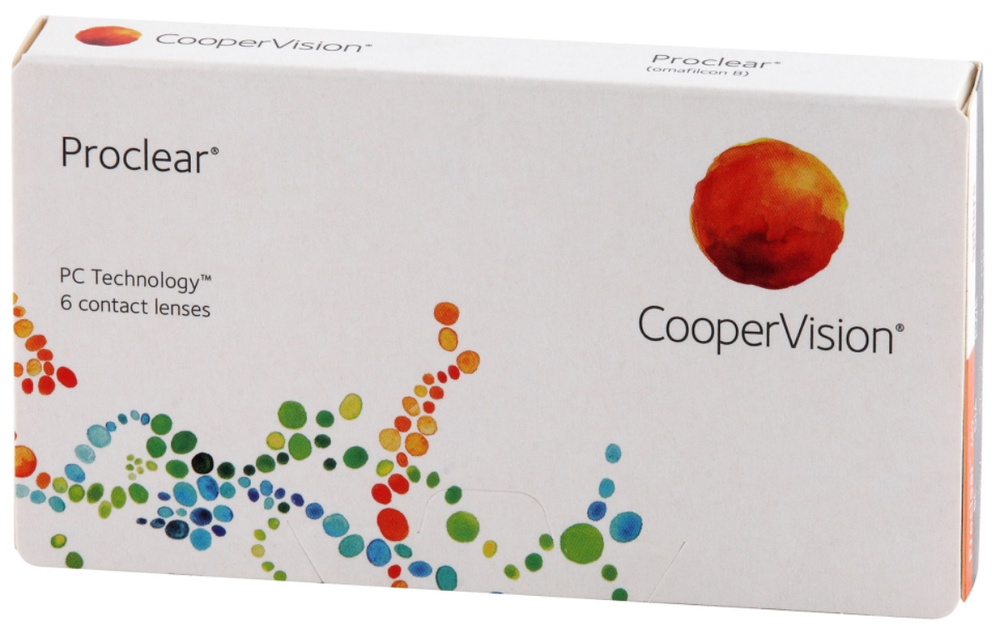 CooperVision®
Proclear®
(omafilcon B)
Proclear®
PC Technology™
6 contact lenses
CooperVision®